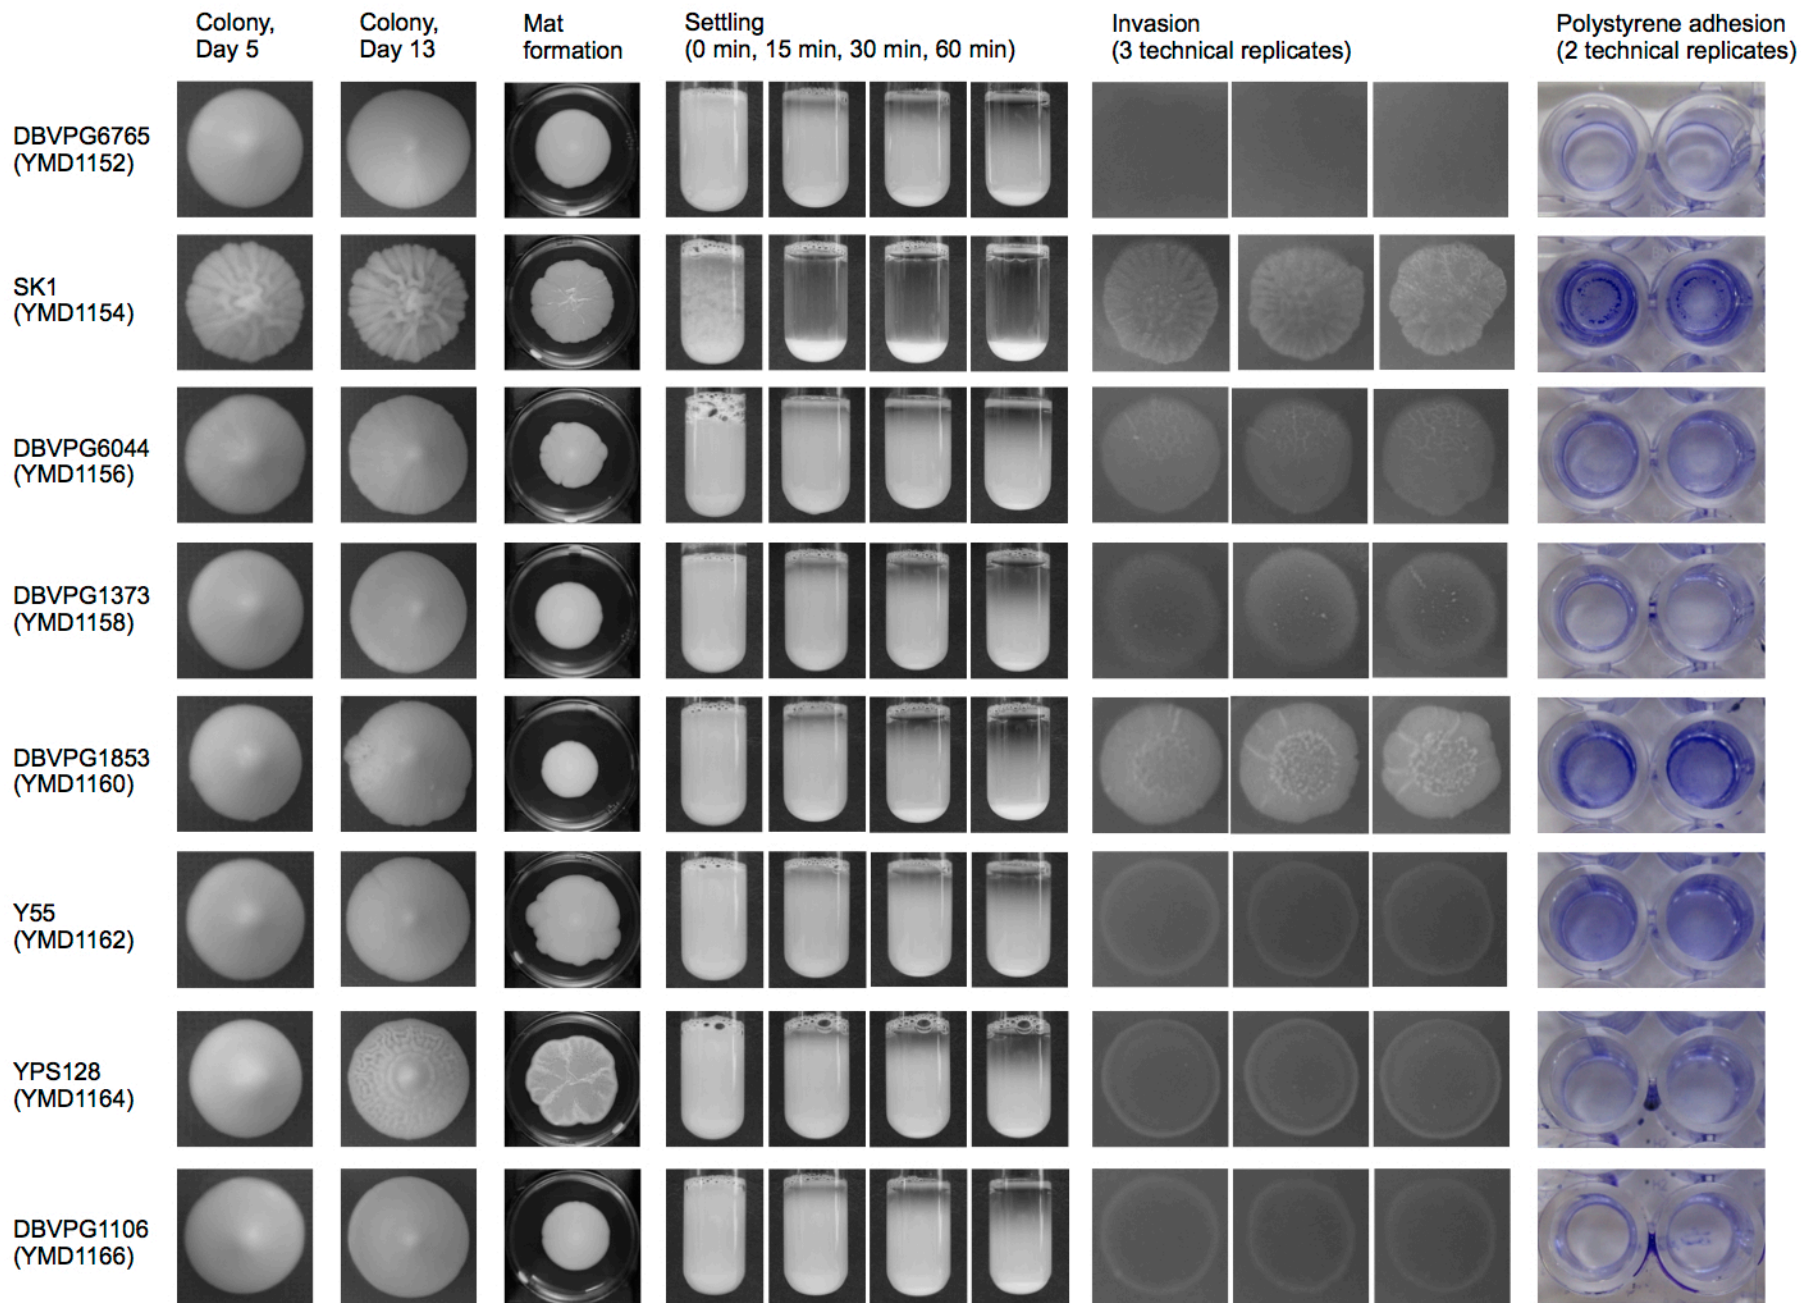 Colony,
Day 5
Colony,
Day 13
Mat
formation
Settling
(0 min, 15 min, 30 min, 60 min)
Invasion
(3 technical replicates)
Polystyrene adhesion
(2 technical replicates)
DBVPG6765
(YMD1152)
SK1
(YMD1154)
DBVPG6044
(YMD1156)
DBVPG1373
(YMD1158)
DBVPG1853
(YMD1160)
Y55
(YMD1162)
YPS128
(YMD1164)
DBVPG1106
(YMD1166)